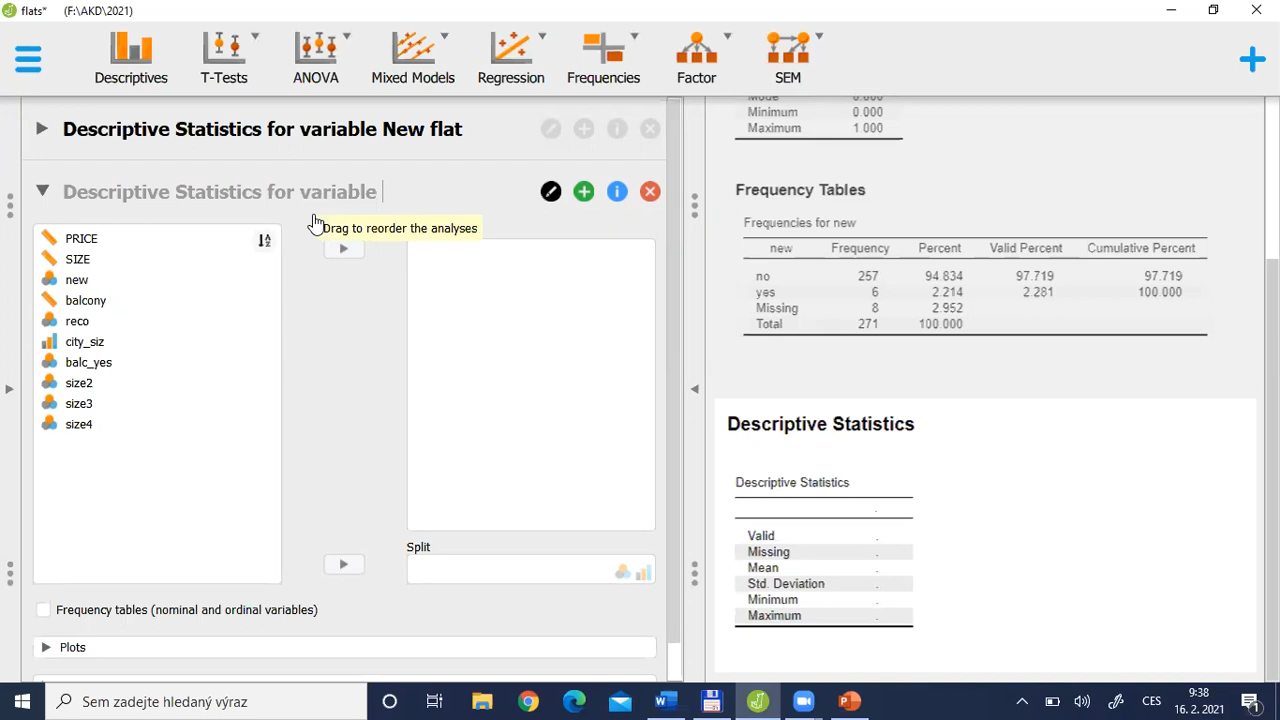 flats* (F:\AKD\2021)
Descriptives
T-Tests
ANOVA
Mixed Models
Regression
Frequencies
Factor
SEM
Descriptive Statistics for variable New flat
Descriptive Statistics for variable
Drag to reorder the analyses
PRICE
SIZE
new
balcony
reco
city_siz
balc_yes
size2
size3
size4
Split
Frequency tables (nominal and ordinal variables)
Plots
Mode 0.000
Minimum 0.000
Maximum 1.000
Frequency Tables
Frequencies for new
new Frequency Percent Valid Percent Cumulative Percent
no 257 94.834 97.719 97.719
yes 6 2.214 2.281 100.000
Missing 8 2.952
Total 271 100.000
Descriptive Statistics
Descriptive Statistics
.
Valid .
Missing .
Mean .
Std. Deviation .
Minimum .
Maximum .
Sem zadejte hledaný výraz
CES
9:38
16. 2. 2021
1